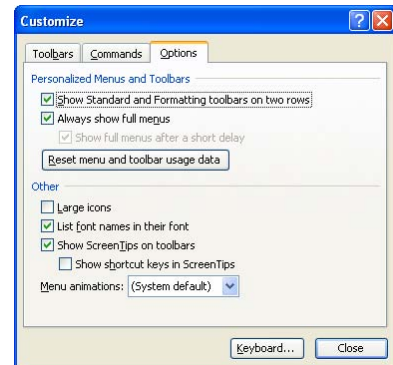 Customize
Toolbars Commands Options
Personalized Menus and Toolbars
Show Standard and Formatting toolbars on two rows
Always show full menus
Show full menus after a short delay
Reset menu and toolbar usage data
Other
Large icons
List font names in their font
Show ScreenTips on toolbars
Show shortcut keys in ScreenTips
Menu animations: (System default)
Keyboard... Close